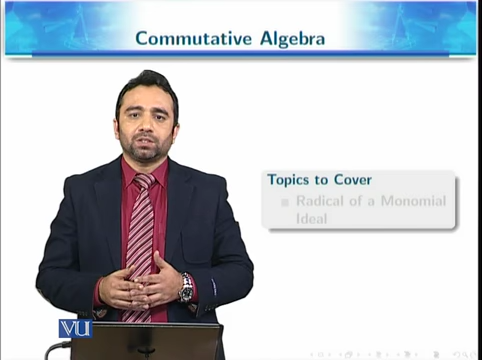 Commutative Algebra
Topics to Cover
Radical of a Monomial
Ideal
VU